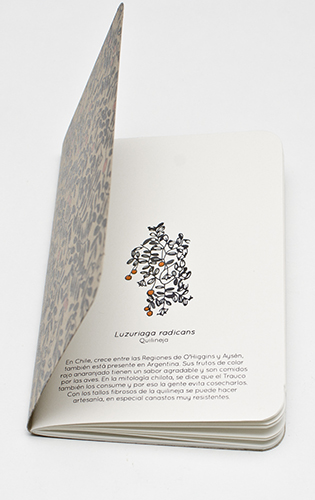 Luzuriaga radicans
Quilineja
En Chile, crece entre las Regiones de O'Higgins y Aysén,
también está presente en Argentina. Sus frutos de color
rojo anaranjado tienen un sabor agradable y son comidos
por las aves. En la mitología chilota, se dice que el Trauco
también los consume y por eso la gente evita cosecharlos.
Con los tallos fibrosos de la quilineja se puede hacer
artesanía, en especial canastos muy resistentes.